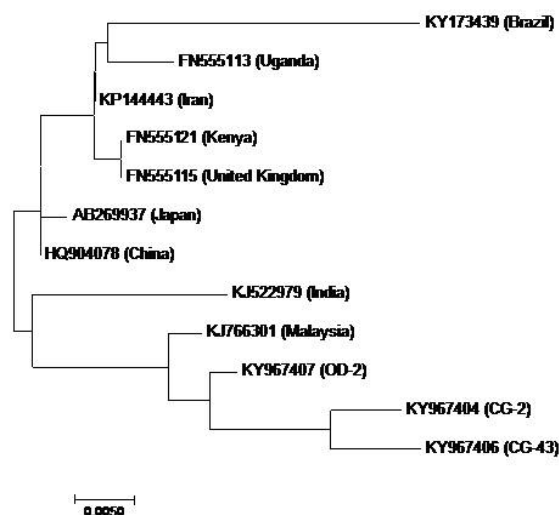 KY173439 (Brazil)
FN555113 (Uganda)
KP144443 (Iran)
FN555121 (Kenya)
FN555115 (United Kingdom)
AB269937 (Japan)
HQ904078 (China)
KJ522979 (India)
KJ766301 (Malaysia)
KY967407 (OD-2)
KY967404 (CG-2)
KY967406 (CG-43)
0.0050